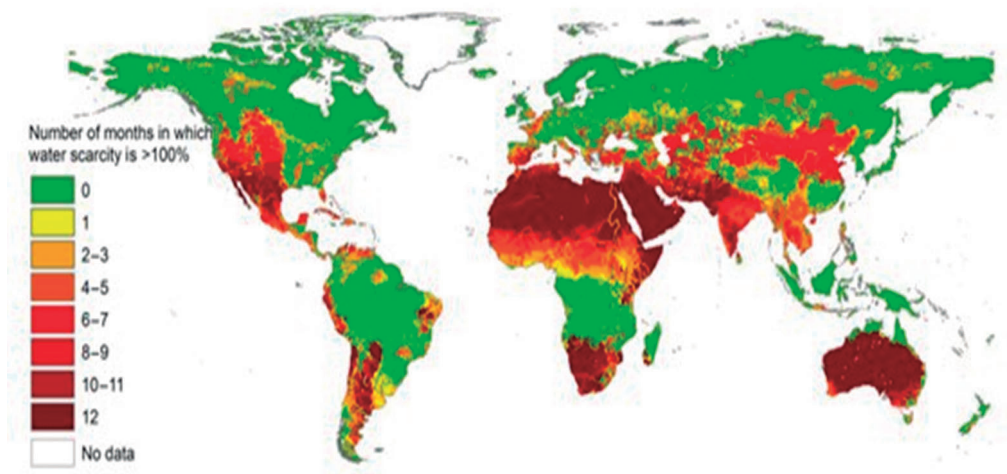 Number of months in which
water scarcity is >100%
0
1
2–3
4–5
6–7
8–9
10–11
12
No data